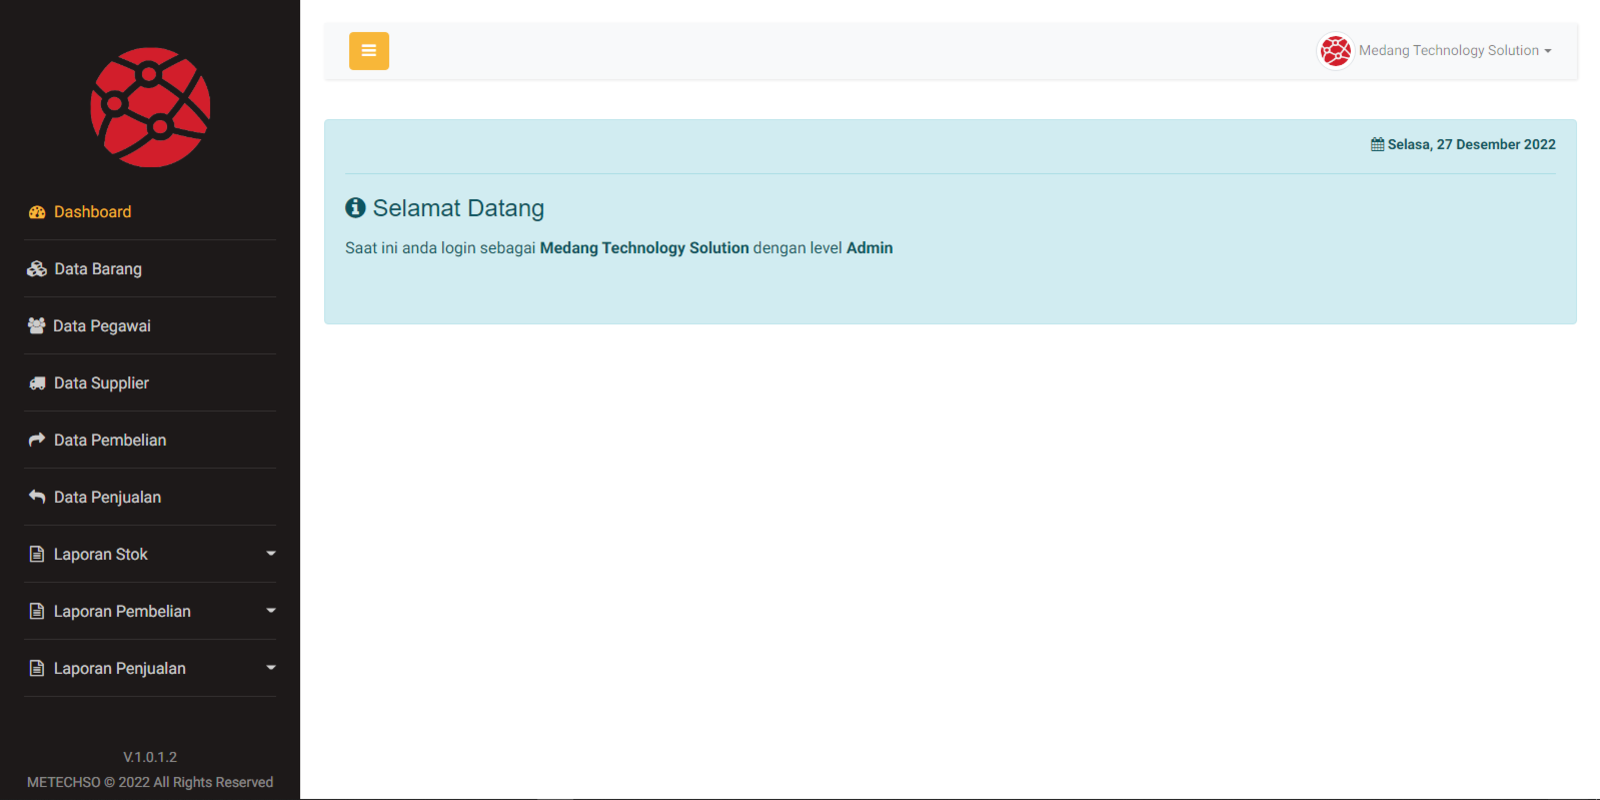 Dashboard
Data Barang
Data Pegawai
Data Supplier
Data Pembelian
Data Penjualan
Laporan Stok
Laporan Pembelian
Laporan Penjualan
V.1.0.1.2
METECHSO © 2022 All Rights Reserved
Medang Technology Solution
Selasa, 27 Desember 2022
Selamat Datang
Saat ini anda login sebagai Medang Technology Solution dengan level Admin